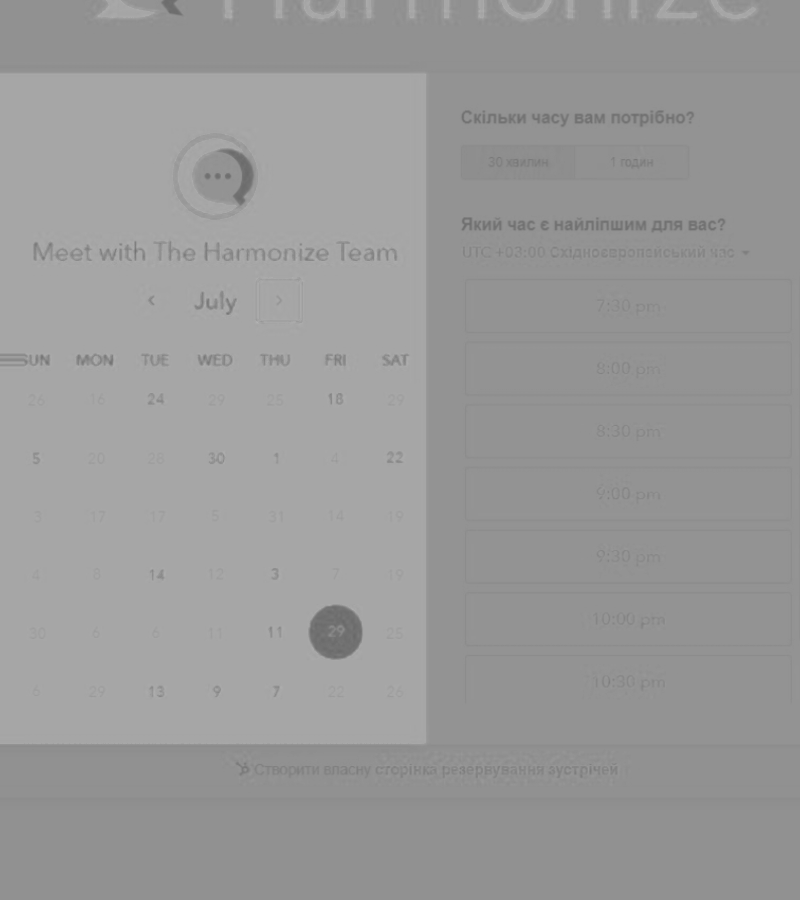 Harmonize
Meet with The Harmonize Team
July
SUN MON TUE WED THU FRI SAT
26 16 24 29 25 18 29
5 20 28 30 1 4 22
3 17 17 5 31 14 19
4 8 14 12 3 7 19
30 6 6 11 11 29 25
6 29 13 9 7 22 26
Скільки часу вам потрібно?
30 хвилин 1 годин
Який час є найліпшим для вас?
UTC +03:00 Східноєвропейський час
7:30 pm
8:00 pm
8:30 pm
9:00 pm
9:30 pm
10:00 pm
10:30 pm
Створити власну сторінка резервування зустрічей